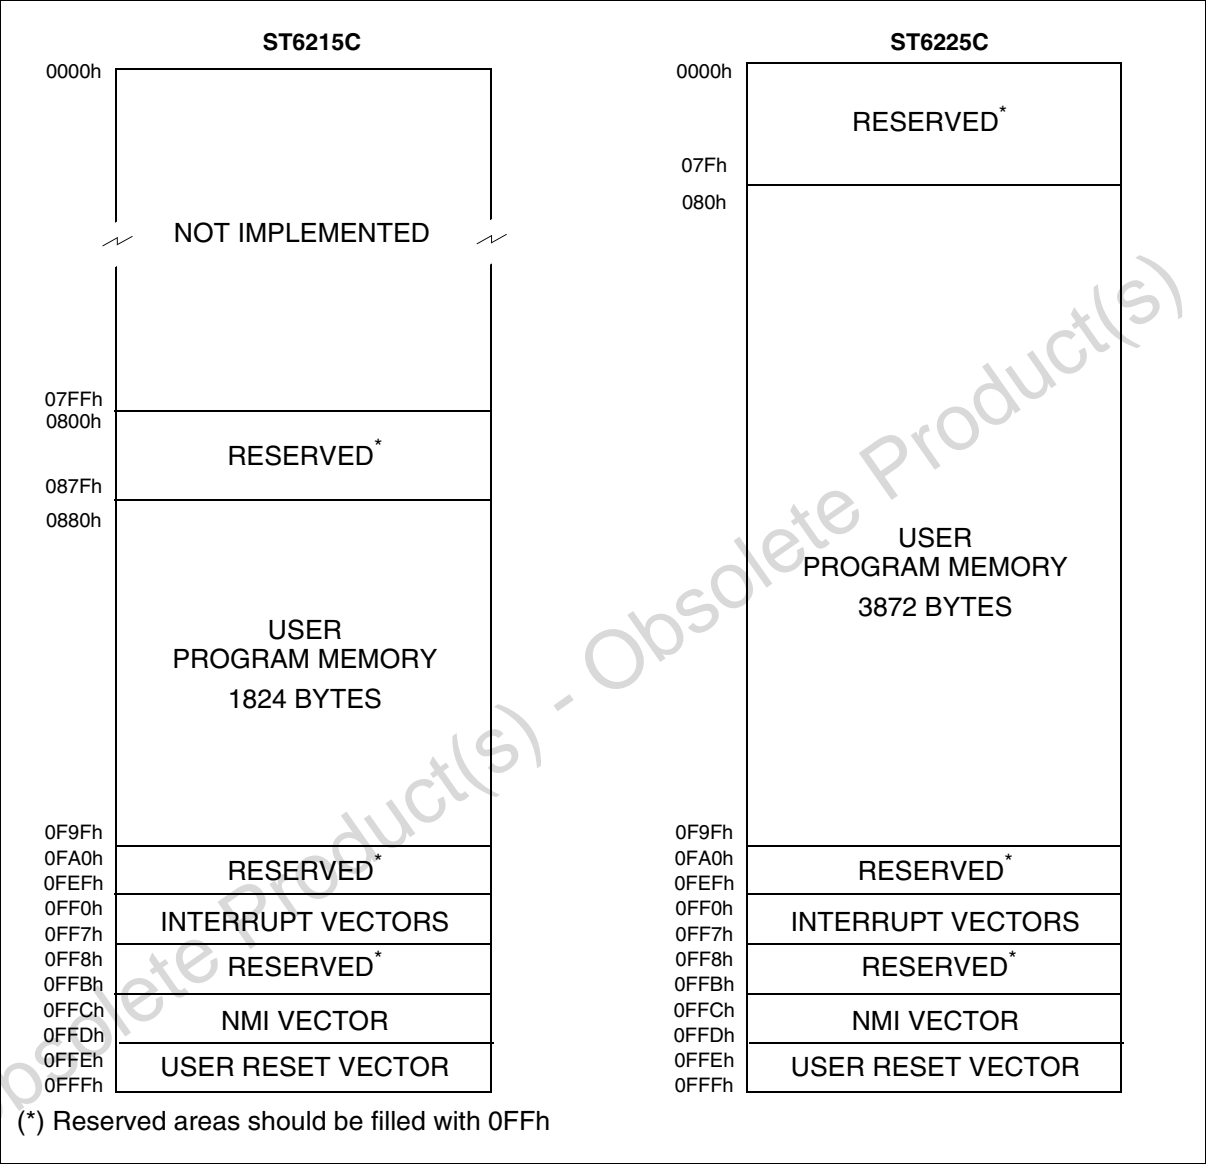 ST6215C
0000h
NOT IMPLEMENTED
07FFh
0800h
RESERVED*
087Fh
0880h
USER
PROGRAM MEMORY
1824 BYTES
0F9Fh
0FA0h
RESERVED*
0FEFh
0FF0h
INTERRUPT VECTORS
0FF7h
0FF8h
RESERVED*
0FFBh
0FFCh
NMI VECTOR
0FFDh
0FFEh
USER RESET VECTOR
0FFFh
ST6225C
0000h
RESERVED*
07Fh
080h
USER
PROGRAM MEMORY
3872 BYTES
0F9Fh
0FA0h
RESERVED*
0FEFh
0FF0h
INTERRUPT VECTORS
0FF7h
0FF8h
RESERVED*
0FFBh
0FFCh
NMI VECTOR
0FFDh
0FFEh
USER RESET VECTOR
0FFFh
(*) Reserved areas should be filled with 0FFh
obsolete Product(s) - Obsolete Product(s)